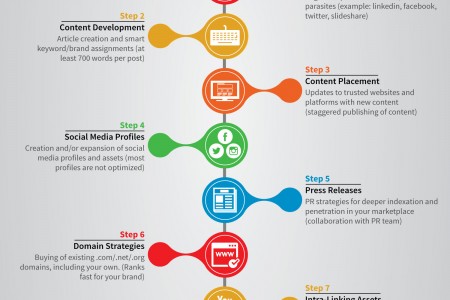 parasites (example: linkedin, facebook,
twitter, slideshare)
Step 2
Content Development
Article creation and smart
keyword/brand assignments (at
least 700 words per post)
Step 3
Content Placement
Updates to trusted websites and
platforms with new content
(staggered publishing of content)
Step 4
Social Media Profiles
Creation and/or expansion of social
media profiles and assets (most
profiles are not optimized)
Step 5
Press Releases
PR strategies for deeper indexation and
penetration in your marketplace
(collaboration with PR team)
Step 6
Domain Strategies
Buying of existing .com/.net/.org
domains, including your own. (Ranks
fast for your brand)
www
You
Step 7
Intra-Linking Assets